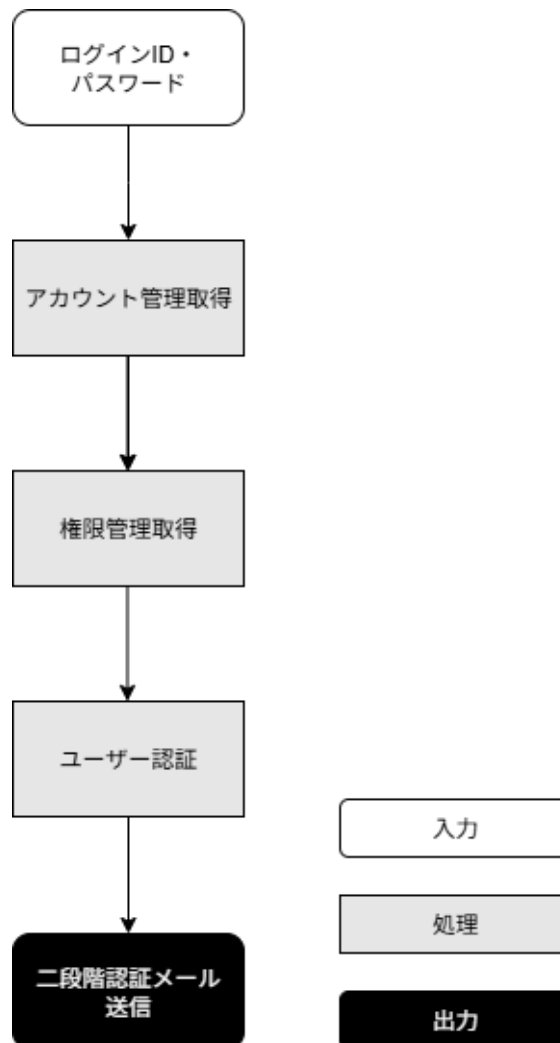 ログインID・
パスワード
アカウント管理取得
権限管理取得
ユーザー認証
二段階認証メール
送信
入力
処理
出力